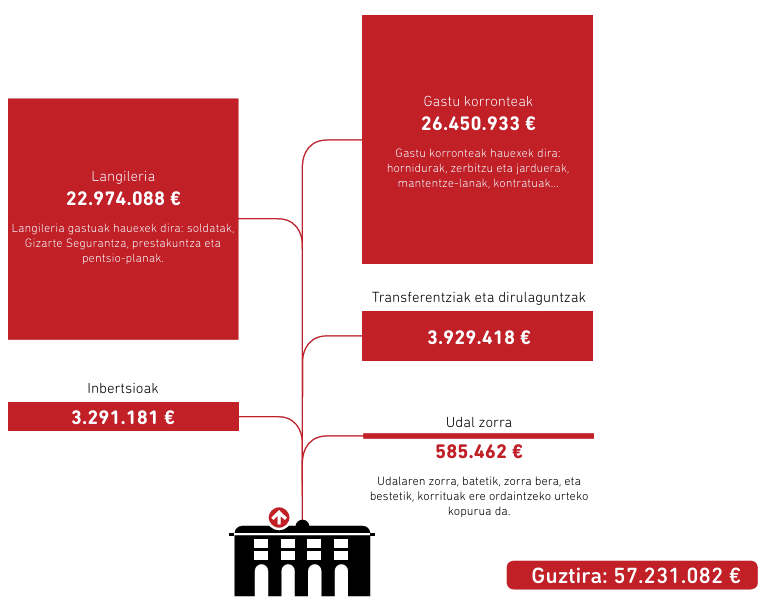 Langileria
22.974.088 €
Langileria gastuak hauexek dira: soldatak,
Gizarte Segurantza, prestakuntza eta
pentsio-planak.
Inbertsioak
3.291.181 €
Gastu korronteak
26.450.933 €
Gastu korronteak hauexek dira:
hornidurak, zerbitzu eta jarduerak,
mantentze-lanak, kontratuak...
Transferentziak eta dirulaguntzak
3.929.418 €
Udal zorra
585.462 €
Udalaren zorra, batetik, zorra bera, eta
bestetik, korrituak ere ordaintzeko urteko
kopurua da.
Guztira: 57.231.082 €